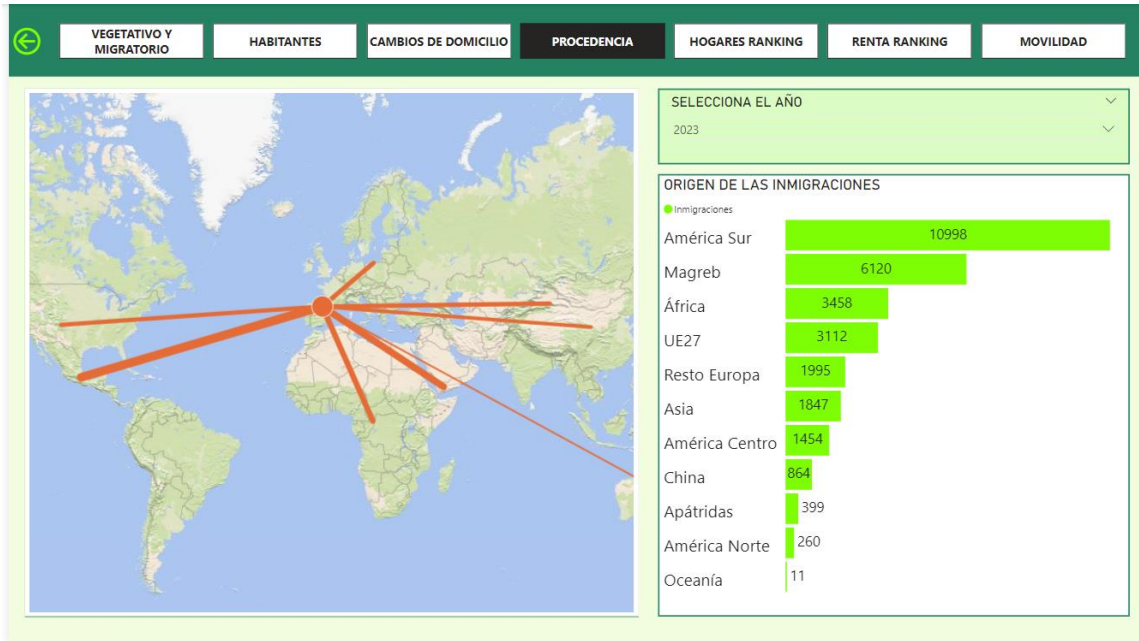 VEGETATIVO Y
MIGRATORIO
HABITANTES
CAMBIOS DE DOMICILIO
PROCEDENCIA
HOGARES RANKING
RENTA RANKING
MOVILIDAD
SELECCIONA EL AÑO
2023
ORIGEN DE LAS INMIGRACIONES
Inmigraciones
América Sur 10998
Magreb 6120
África 3458
UE27 3112
Resto Europa 1995
Asia 1847
América Centro 1454
China 864
Apátridas 399
América Norte 260
Oceanía 11